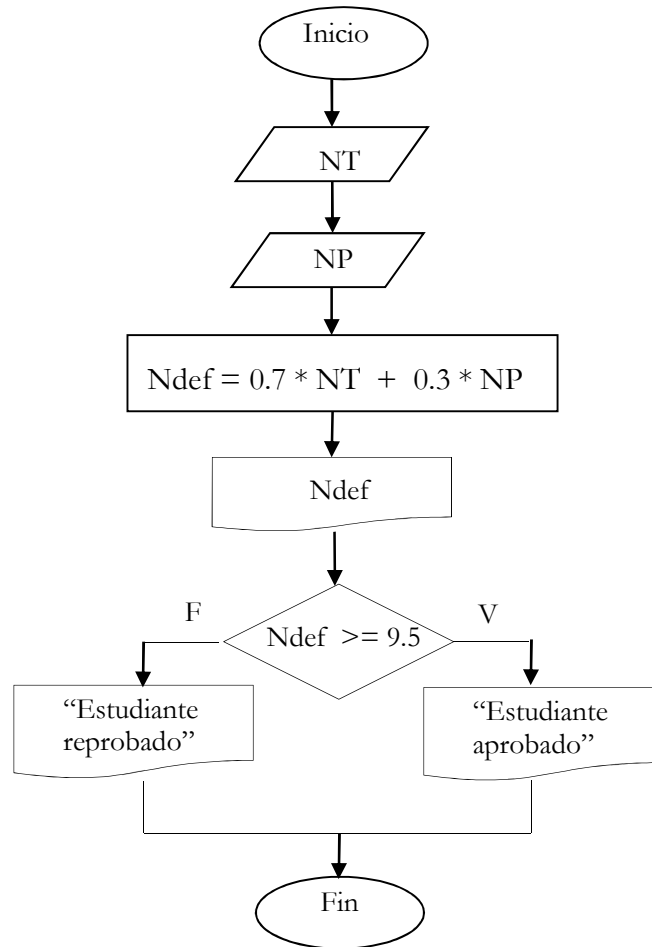 Inicio
NT
NP
Ndef = 0.7 * NT + 0.3 * NP
Ndef
F
V
Ndef >= 9.5
“Estudiante
reprobado”
“Estudiante
aprobado”
Fin